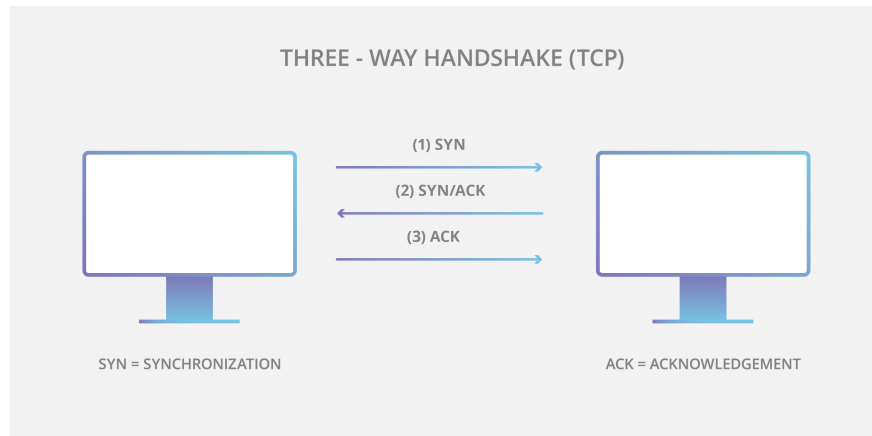 THREE - WAY HANDSHAKE (TCP)
(1) SYN
(2) SYN/ACK
(3) ACK
SYN = SYNCHRONIZATION
ACK = ACKNOWLEDGEMENT